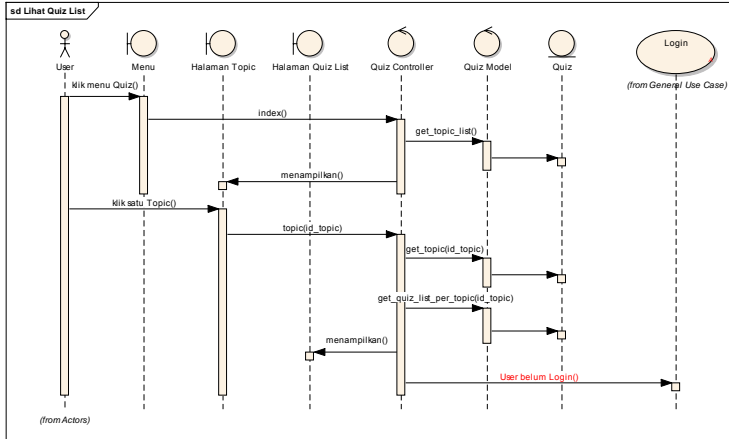 sd Lihat Quiz List
User
Menu
Halaman Topic
Halaman Quiz List
Quiz Controller
Quiz Model
Quiz
Login
(from General Use Case)
klik menu Quiz()
index()
get_topic_list()
menampilkan()
klik satu Topic()
topic(id_topic)
get_topic(id_topic)
get_quiz_list_per_topic(id_topic)
menampilkan()
User belum Login()
(from Actors)